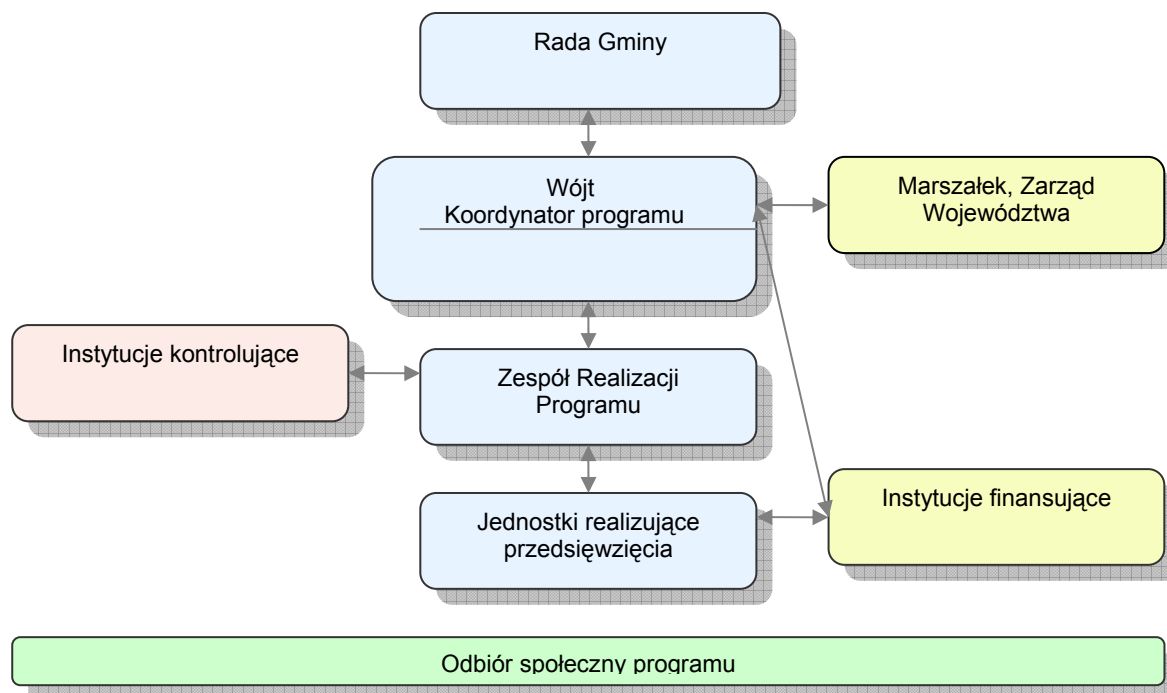 Rada Gminy
Wójt
Koordynator programu
Marszałek, Zarząd
Województwa
Instytucje kontrolujące
Zespół Realizacji
Programu
Jednostki realizujące
przedsięwzięcia
Instytucje finansujące
Odbiór społeczny programu